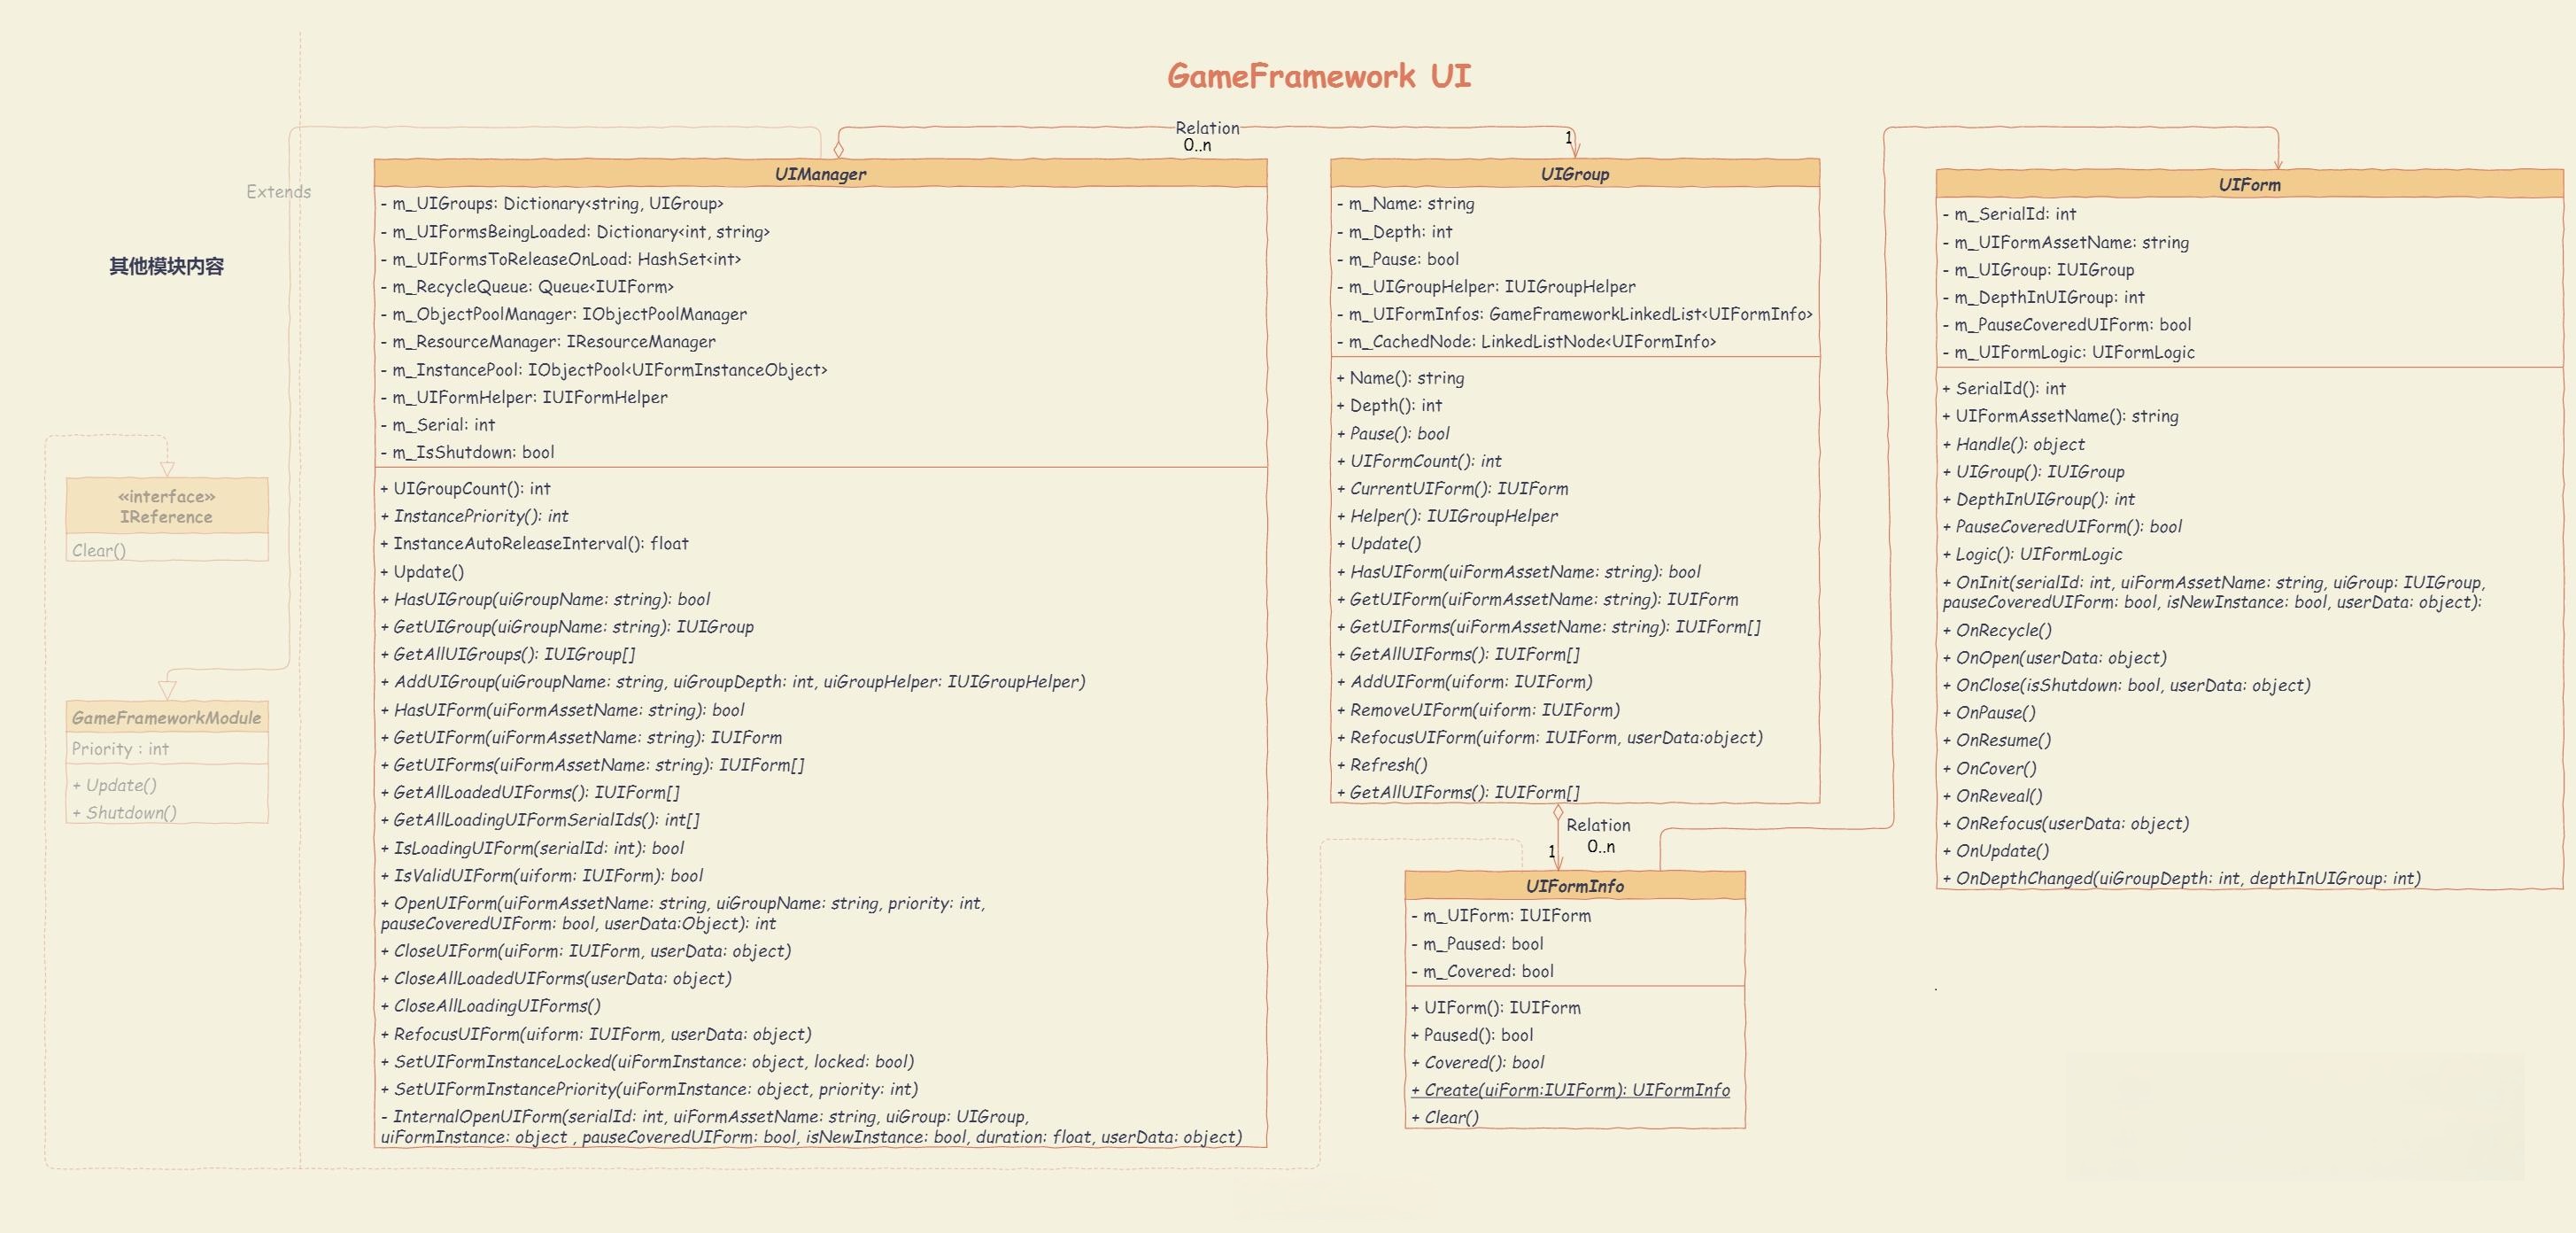 GameFramework UI
Relation
0..n
1
Extends
其他模块内容
«interface»
IReference
Clear()
GameFrameworkModule
Priority : int
+ Update()
+ Shutdown()
UIManager
- m_UIGroups: Dictionary<string, UIGroup>
- m_UIFormsBeingLoaded: Dictionary<int, string>
- m_UIFormsToReleaseOnLoad: HashSet<int>
- m_RecycleQueue: Queue<IUIForm>
- m_ObjectPoolManager: IObjectPoolManager
- m_ResourceManager: IResourceManager
- m_InstancePool: IObjectPool<UIFormInstanceObject>
- m_UIFormHelper: IUIFormHelper
- m_Serial: int
- m_IsShutdown: bool
+ UIGroupCount(): int
+ InstancePriority(): int
+ InstanceAutoReleaseInterval(): float
+ Update()
+ HasUIGroup(uiGroupName: string): bool
+ GetUIGroup(uiGroupName: string): IUIGroup
+ GetAllUIGroups(): IUIGroup[]
+ AddUIGroup(uiGroupName: string, uiGroupDepth: int, uiGroupHelper: IUIGroupHelper)
+ HasUIForm(uiFormAssetName: string): bool
+ GetUIForm(uiFormAssetName: string): IUIForm
+ GetUIForms(uiFormAssetName: string): IUIForm[]
+ GetAllLoadedUIForms(): IUIForm[]
+ GetAllLoadingUIFormSerialIds(): int[]
+ IsLoadingUIForm(serialId: int): bool
+ IsValidUIForm(uiform: IUIForm): bool
+ OpenUIForm(uiFormAssetName: string, uiGroupName: string, priority: int,
pauseCoveredUIForm: bool, userData:Object): int
+ CloseUIForm(uiForm: IUIForm, userData: object)
+ CloseAllLoadedUIForms(userData: object)
+ CloseAllLoadingUIForms()
+ RefocusUIForm(uiform: IUIForm, userData: object)
+ SetUIFormInstanceLocked(uiFormInstance: object, locked: bool)
+ SetUIFormInstancePriority(uiFormInstance: object, priority: int)
- InternalOpenUIForm(serialId: int, uiFormAssetName: string, uiGroup: UIGroup,
uiFormInstance: object , pauseCoveredUIForm: bool, isNewInstance: bool, duration: float, userData: object)
UIGroup
- m_Name: string
- m_Depth: int
- m_Pause: bool
- m_UIGroupHelper: IUIGroupHelper
- m_UIFormInfos: GameFrameworkLinkedList<UIFormInfo>
- m_CachedNode: LinkedListNode<UIFormInfo>
+ Name(): string
+ Depth(): int
+ Pause(): bool
+ UIFormCount(): int
+ CurrentUIForm(): IUIForm
+ Helper(): IUIGroupHelper
+ Update()
+ HasUIForm(uiFormAssetName: string): bool
+ GetUIForm(uiFormAssetName: string): IUIForm
+ GetUIForms(uiFormAssetName: string): IUIForm[]
+ GetAllUIForms(): IUIForm[]
+ AddUIForm(uiform: IUIForm)
+ RemoveUIForm(uiform: IUIForm)
+ RefocusUIForm(uiform: IUIForm, userData:object)
+ Refresh()
+ GetAllUIForms(): IUIForm[]
Relation
0..n
1
UIFormInfo
- m_UIForm: IUIForm
- m_Paused: bool
- m_Covered: bool
+ UIForm(): IUIForm
+ Paused(): bool
+ Covered(): bool
+ Create(uiForm:IUIForm): UIFormInfo
+ Clear()
UIForm
- m_SerialId: int
- m_UIFormAssetName: string
- m_UIGroup: IUIGroup
- m_DepthInUIGroup: int
- m_PauseCoveredUIForm: bool
- m_UIFormLogic: UIFormLogic
+ SerialId(): int
+ UIFormAssetName(): string
+ Handle(): object
+ UIGroup(): IUIGroup
+ DepthInUIGroup(): int
+ PauseCoveredUIForm(): bool
+ Logic(): UIFormLogic
+ OnInit(serialId: int, uiFormAssetName: string, uiGroup: IUIGroup,
pauseCoveredUIForm: bool, isNewInstance: bool, userData: object):
+ OnRecycle()
+ OnOpen(userData: object)
+ OnClose(isShutdown: bool, userData: object)
+ OnPause()
+ OnResume()
+ OnCover()
+ OnReveal()
+ OnRefocus(userData: object)
+ OnUpdate()
+ OnDepthChanged(uiGroupDepth: int, depthInUIGroup: int)